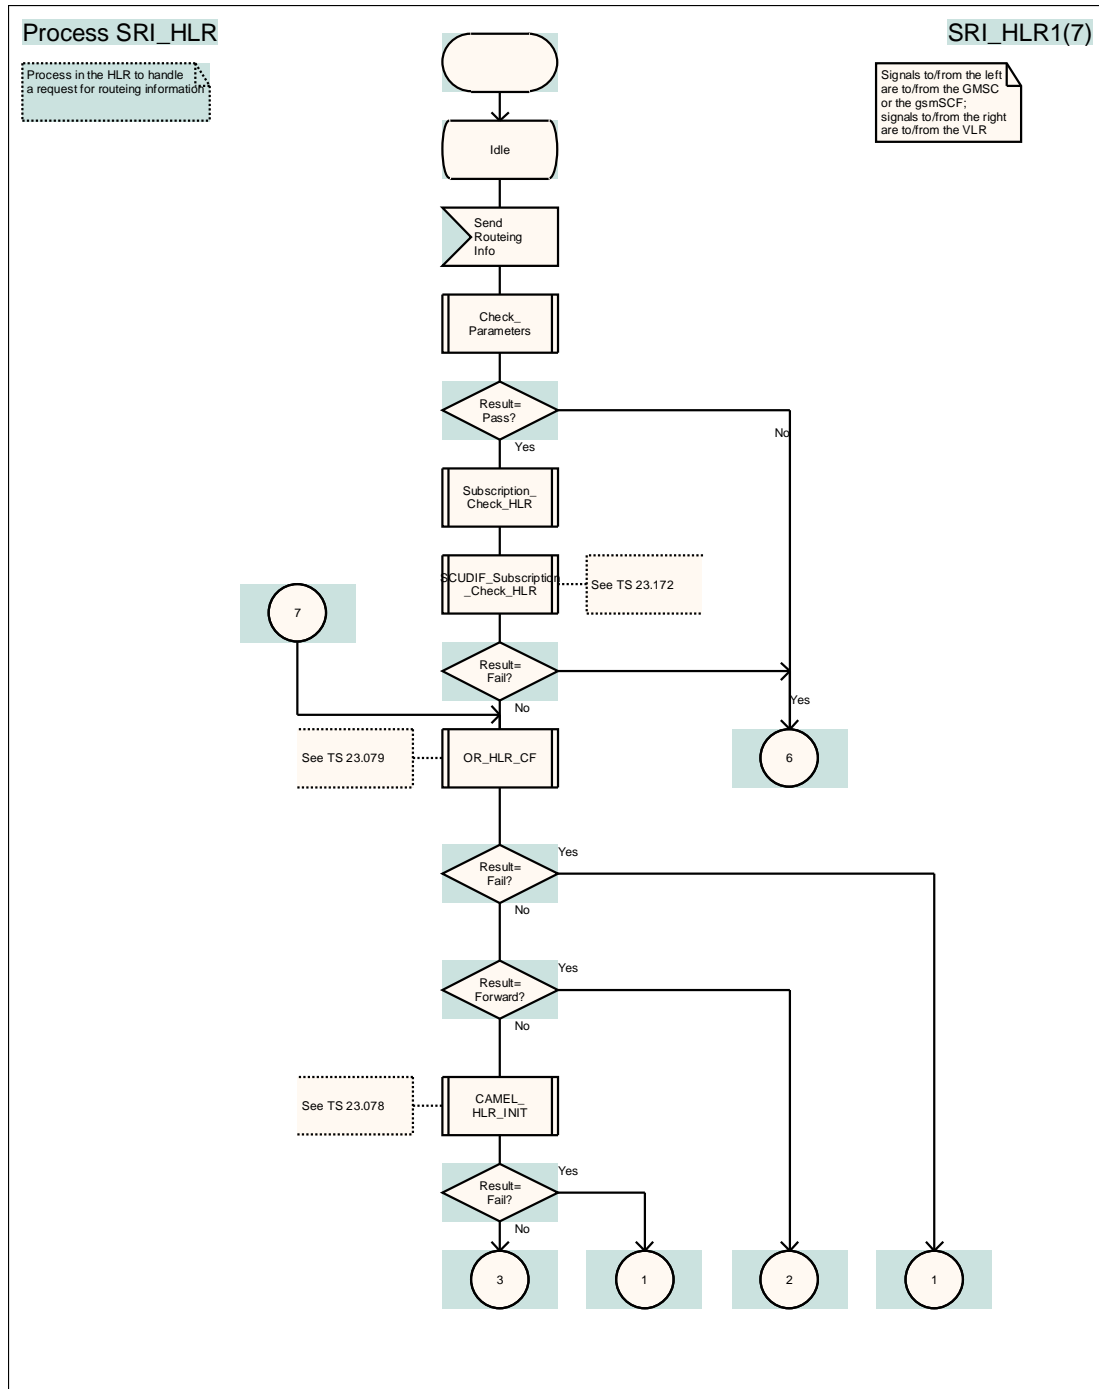 Process SRI_HLR
SRI_HLR1(7)
Process in the HLR to handle
a request for routeing information
Signals to/from the left
are to/from the GMSC
or the gsmSCF;
signals to/from the right
are to/from the VLR
Idle
Send
Routeing
Info
Check_
Parameters
Result=
Pass?
No
Yes
Subscription_
Check_HLR
SCUDIF_Subscription
_Check_HLR
See TS 23.172
7
Result=
Fail?
Yes
No
See TS 23.079
OR_HLR_CF
6
Yes
Result=
Fail?
No
Yes
Result=
Forward?
No
See TS 23.078
CAMEL_
HLR_INIT
Yes
Result=
Fail?
No
3
1
2
1